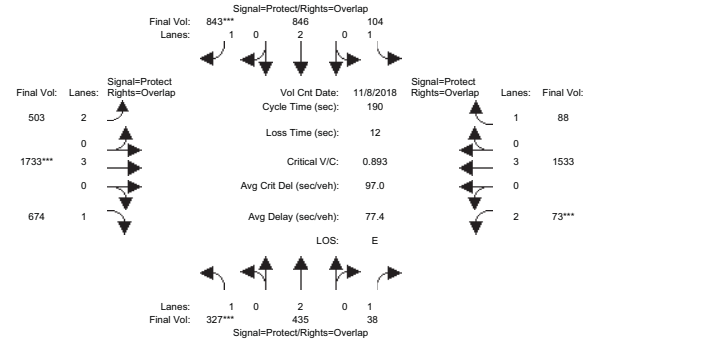 Signal=Protect/Rights=Overlap
Final Vol: 843*** 846 104
Lanes: 1 0 2 0 1
Signal=Protect
Final Vol: Lanes: Rights=Overlap
Vol Cnt Date: 11/8/2018
Signal=Protect
Rights=Overlap Lanes: Final Vol:
Cycle Time (sec): 190
503 2
1 88
Loss Time (sec): 12
0
0
1733*** 3
Critical V/C: 0.893
3 1533
0
Avg Crit Del (sec/veh): 97.0
0
674 1
Avg Delay (sec/veh): 77.4
2 73***
LOS: E
Lanes: 1 0 2 0 1
Final Vol: 327*** 435 38
Signal=Protect/Rights=Overlap